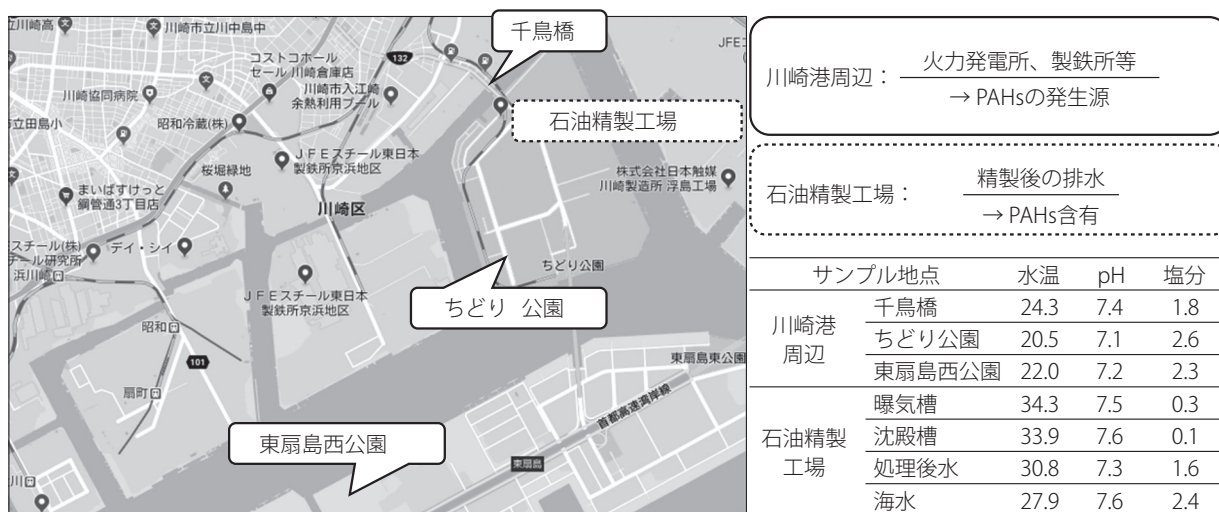 立川崎高
川崎市立川中島中
千鳥橋
132
JFEス
コストコホール
セール 川崎倉庫店
川崎協同病院
川崎市入江崎
余熱利用プール
市立田島小
昭和冷蔵(株)
石油精製工場
桜堀緑地
JFEスチール東日本
製鉄所京浜地区
株式会社日本触媒
川崎製造所 浮島工場
まいばすけっと
鋼管通3丁目店
川崎区
スチール(株)
チール研究所
デイ・シイ
浜川崎
ちどり公園
JFEスチール東日本
製鉄所京浜地区
ちどり 公園
昭和
101
東扇島東公園
扇町
首都高速湾岸線
東扇島西公園
東扇島
川
川崎港周辺:
火力発電所、製鉄所等
→ PAHsの発生源
石油精製工場:
精製後の排水
→ PAHs含有
サンプル地点 水温 pH 塩分
川崎港
周辺
千鳥橋 24.3 7.4 1.8
ちどり公園 20.5 7.1 2.6
東扇島西公園 22.0 7.2 2.3
石油精製
工場
曝気槽 34.3 7.5 0.3
沈殿槽 33.9 7.6 0.1
処理後水 30.8 7.3 1.6
海水 27.9 7.6 2.4